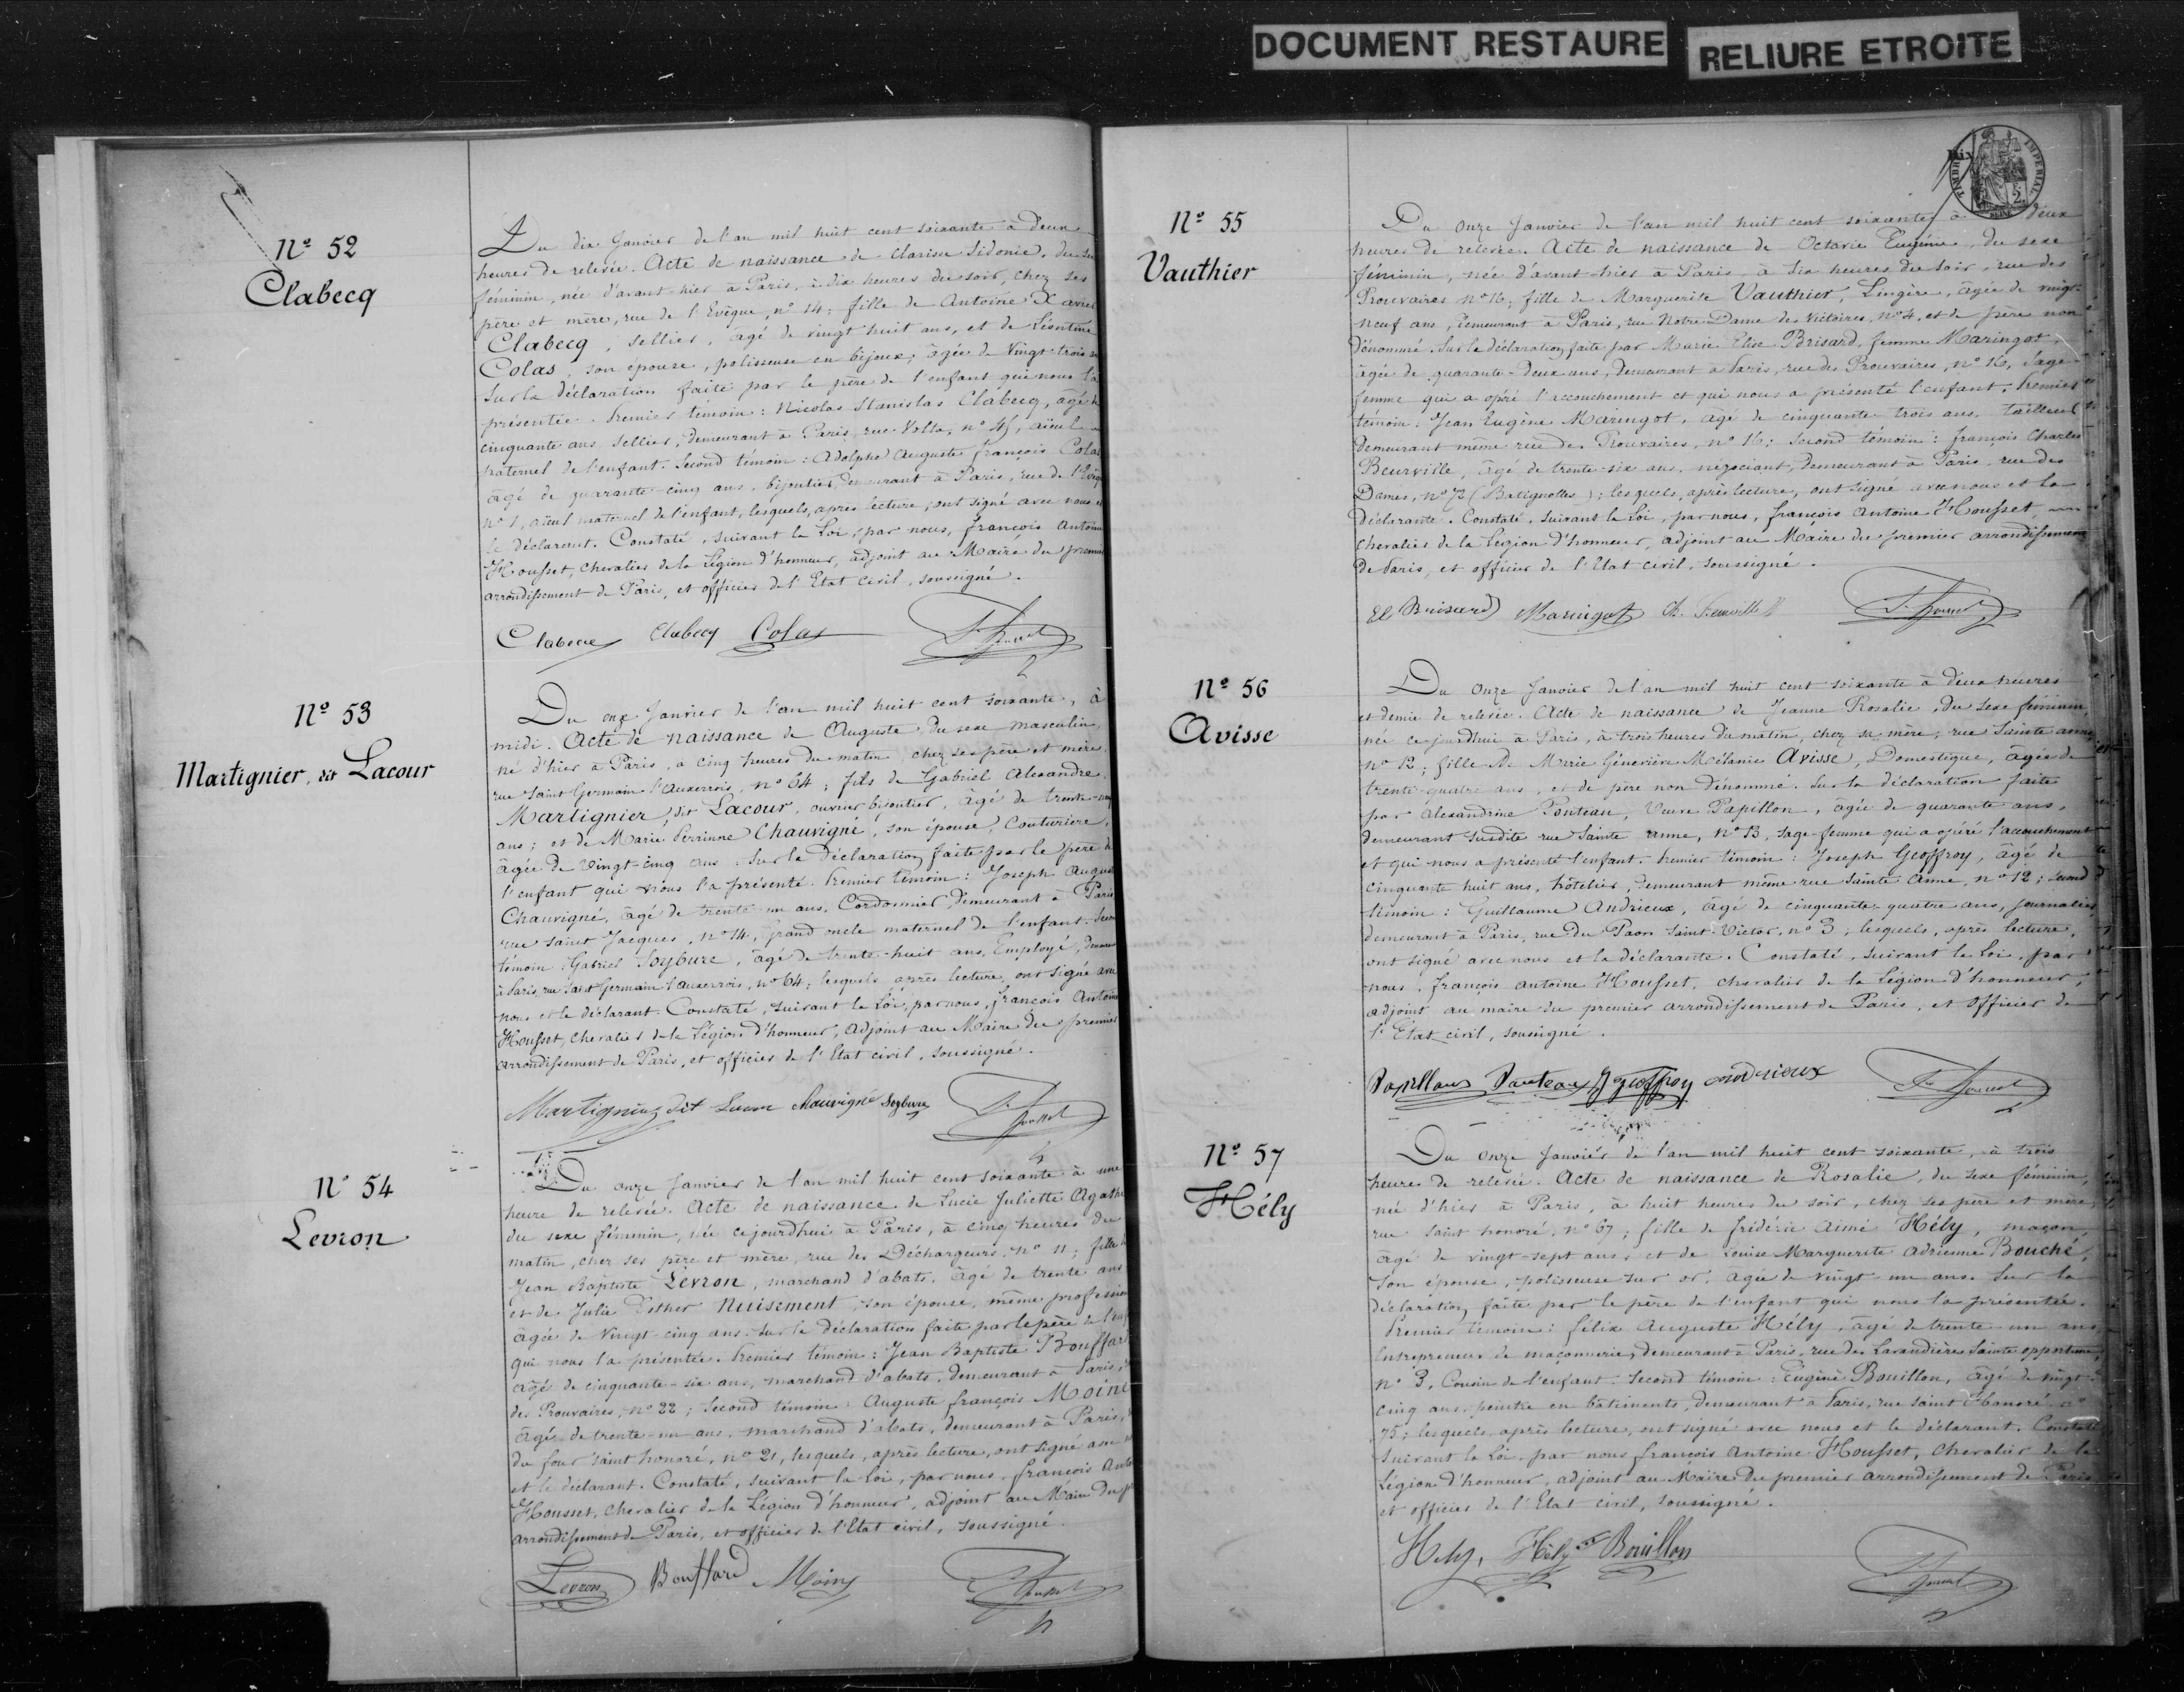 DOCUMENT RESTAURE
RELIURE ETROITE
Nº 52
Clabecq
Du dix Janvier de l'an mil huit cent soixante à deux
heures de relevée. Acte de naissance de Clarisse Sidonie, du
féminin, née d'avant-hier à Paris, à dix heures du soir, chez ses
père et mère, rue de l'Evêque, nº 14; fille de Antoine Xavier
Clabecq, sellier, âgé de vingt huit ans, et de Léontine
Colas, son épouse, polisseuse en bijoux, âgée de vingt-trois
Sur la déclaration faite par le père de l'enfant qui nous l'a
présentée. Premier témoin: Nicolas Stanislas Clabecq, âgé de
cinquante ans, sellier, demeurant à Paris, rue Volta, nº 45, aïeul
paternel de l'enfant. Second témoin: Adolphe Auguste François Colas
âgé de quarante-cinq ans, bijoutier, demeurant à Paris, rue de l'Evêque
nº 1, aïeul maternel de l'enfant, lesquels, après lecture, ont signé avec nous et
le déclarant. Constaté, suivant la Loi, par nous, François Antoine
Housset, chevalier de la Légion d'honneur, adjoint au Maire du premier
arrondissement de Paris, et officier de l'Etat civil, soussigné.
Clabecq Clabecq Colas F. Housset
Nº 53
Martignier, dit Lacour
Du onze Janvier de l'an mil huit cent soixante, à
midi. Acte de naissance de Auguste, du sexe masculin,
né d'hier à Paris, à cinq heures du matin, chez ses père et mère,
rue Saint Germain l'Auxerrois, nº 64; fils de Gabriel Alexandre
Martignier, dit Lacour, ouvrier bijoutier, âgé de trente-neuf
ans; et de Marie Perrinne Chauvigné, son épouse, Couturière,
âgée de vingt-cinq ans. Sur la déclaration faite par le père de
l'enfant qui nous l'a présenté. Premier témoin: Joseph August
Chauvigné, âgé de trente-un ans, Cordonnier, demeurant à Paris
rue Saint Jacques, nº 14, grand oncle maternel de l'enfant. Second
témoin: Gabriel Soybure, âgé de trente-huit ans, Employé, demeurant
à Paris, rue Saint Germain l'Auxerrois, nº 64; lesquels après lecture, ont signé avec
nous et le déclarant. Constaté, suivant la Loi, par nous, François Antoine
Housset, chevalier de la Légion d'honneur, Adjoint au Maire du premier
arrondissement de Paris, et officier de l'Etat civil, soussigné.
Martignier dit Lacour Chauvigné Soybure F. Housset
Nº 54
Levron
Du onze Janvier de l'an mil huit cent soixante à une
heure de relevée. Acte de naissance de Lucie Juliette Agathe
du sexe féminin, née cejourdhui à Paris, à cinq heures du
matin, chez ses père et mère, rue des Déchargeurs, nº 11; fille de
Jean Baptiste Levron, marchand d'abats, âgé de trente ans
et de Julie Esther Nuisement, son épouse, même profession
âgée de vingt-cinq ans. Sur la déclaration faite par le père de l'enf
qui nous l'a présentée. Premier témoin: Jean Baptiste Bouffard
âgé de cinquante-six ans, marchand d'abats, demeurant à Paris,
des Prouvaires, nº 22; Second témoin: Auguste François Moine
âgé de trente-un ans, marchand d'abats, demeurant à Paris,
du four Saint honoré, nº 21, lesquels, après lecture, ont signé avec
et le déclarant. Constaté, suivant la Loi, par nous, François Anto
Housset, chevalier de la Légion d'honneur, adjoint au Maire du p
arrondissement de Paris, et officier de l'Etat civil, soussigné.
Levron Bouffard Moine F. Housset
TIMBRE IMPERIAL
SEINE
Nº 55
Vauthier
Du onze Janvier de l'an mil huit cent soixante, à deux
heures de relevée. Acte de naissance de Octavie Eugénie, du sexe
féminin, née d'avant-hier à Paris, à six heures du soir, rue des
Prouvaires nº 16; fille de Marguerite Vauthier, Lingère, âgée de vingt
neuf ans, demeurant à Paris, rue Notre Dame des Victoires, nº 4, et de père non
dénommé. Sur la déclaration faite par Marie Elise Brisard, femme Maringot,
âgée de quarante-deux ans, demeurant à Paris, rue des Prouvaires, nº 16, sage
femme qui a opéré l'accouchement et qui nous a présenté l'enfant. Premier
témoin: Jean Eugène Maringot, âgé de cinquante-trois ans, tailleur
demeurant même rue des Prouvaires, nº 16; Second témoin: François Charles
Beurville, âgé de trente-six ans, négociant, demeurant à Paris, rue des
Dames, nº 72 (Batignolles); lesquels, après lecture, ont signé avec nous et la
déclarante. Constaté, suivant la Loi, par nous, François Antoine Housset,
chevalier de la Légion d'honneur, adjoint au Maire du premier arrondissement
de Paris, et officier de l'Etat civil, soussigné.
El Brisard Maringot F. Housset
Nº 56
Avisse
Du onze Janvier de l'an mil huit cent soixante à deux heures
et demie de relevée. Acte de naissance de Jeanne Rosalie, du sexe féminin,
née cejourdhui à Paris, à trois heures du matin, chez sa mère, rue Sainte anne
nº 12; fille de Marie Géneviève Mélanie Avisse, Domestique, âgée de
trente-quatre ans, et de père non dénommé. Sur la déclaration faite
par Alexandrine Ponteau, Veuve Papillon, âgée de quarante ans,
demeurant susdite rue Sainte anne, nº 13, sage-femme qui a opéré l'accouchement
et qui nous a présenté l'enfant. Premier témoin: Joseph Geoffroy, âgé de
cinquante huit ans, hôtelier, demeurant même rue Sainte Anne, nº 12; Second
témoin: Guillaume Andrieux, âgé de cinquante-quatre ans, journalier,
demeurant à Paris, rue du Paon Saint-Victor, nº 3; lesquels, après lecture,
ont signé avec nous et la déclarante. Constaté, suivant la Loi, par
nous, François Antoine Housset, chevalier de la Légion d'honneur,
adjoint au maire du premier arrondissement de Paris, et Officier de
l'Etat civil, soussigné.
Papillon Ponteau J Geoffroy andrieux F. Housset
Nº 57
Hély
Du onze Janvier de l'an mil huit cent soixante, à trois
heures de relevée. Acte de naissance de Rosalie, du sexe féminin,
née d'hier à Paris, à huit heures du soir, chez ses père et mère,
rue Saint honoré, nº 67; fille de Frédéric Aimé Hély, maçon,
âgé de vingt-sept ans, et de Louise Marguerite Adrienne Bouché,
son épouse, polisseuse sur or, âgée de vingt-un ans. Sur la
déclaration faite par le père de l'enfant qui nous l'a présentée.
Premier témoin: Félix Auguste Hély, âgé de trente-un ans
Entrepreneur de maçonnerie, demeurant à Paris, rue des Lavandières Sainte opportune,
nº 3, Cousin de l'enfant. Second témoin: Eugène Bouillon, âgé de vingt-
cinq ans, peintre en bâtiments, demeurant à Paris, rue Saint Honoré, nº
75; lesquels après lecture, ont signé avec nous et le déclarant. Constaté
suivant la Loi, par nous François Antoine Housset, Chevalier de la
Légion d'honneur, adjoint au Maire du premier arrondissement de Paris
et officier de l'Etat civil, soussigné.
Hély, Hély Bouillon F. Housset